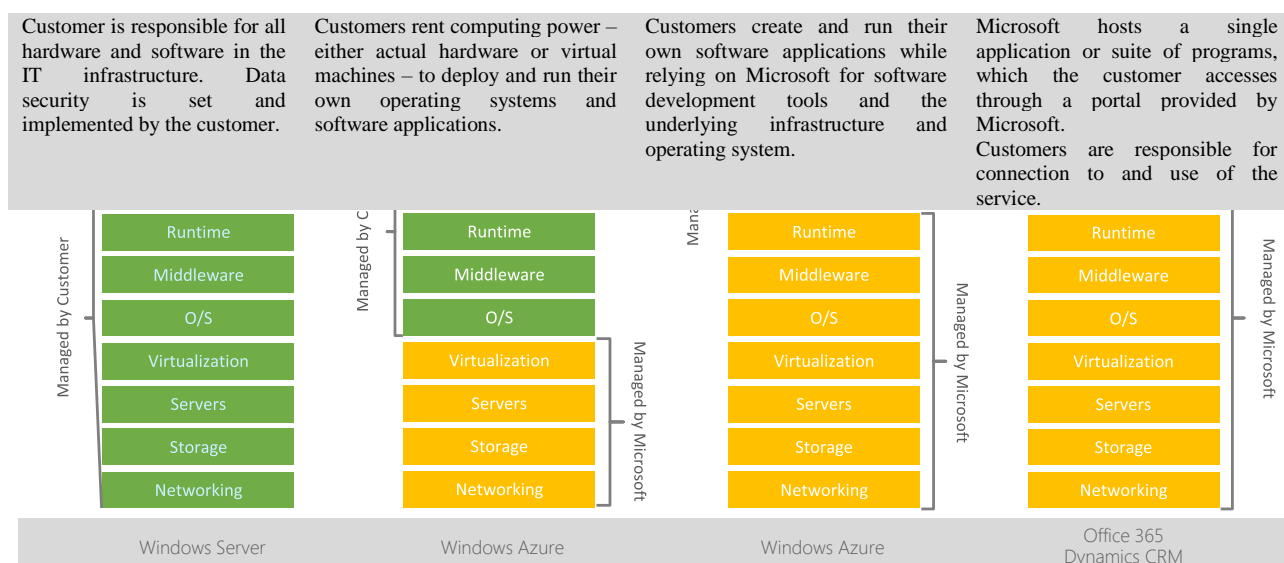 Customer is responsible for all
hardware and software in the
IT infrastructure. Data
security is set and
implemented by the customer.
Customers rent computing power –
either actual hardware or virtual
machines – to deploy and run their
own operating systems and
software applications.
Customers create and run their
own software applications while
relying on Microsoft for software
development tools and the
underlying infrastructure and
operating system.
Microsoft hosts a single
application or suite of programs,
which the customer accesses
through a portal provided by
Microsoft.
Customers are responsible for
connection to and use of the
service.
Managed by Customer
Runtime
Middleware
O/S
Virtualization
Servers
Storage
Networking
Windows Server
Managed by C
Runtime
Middleware
O/S
Virtualization
Servers
Storage
Networking
Managed by Microsoft
Windows Azure
Runtime
Middleware
O/S
Virtualization
Servers
Storage
Networking
Managed by Microsoft
Windows Azure
Runtime
Middleware
O/S
Virtualization
Servers
Storage
Networking
Managed by Microsoft
Office 365
Dynamics CRM